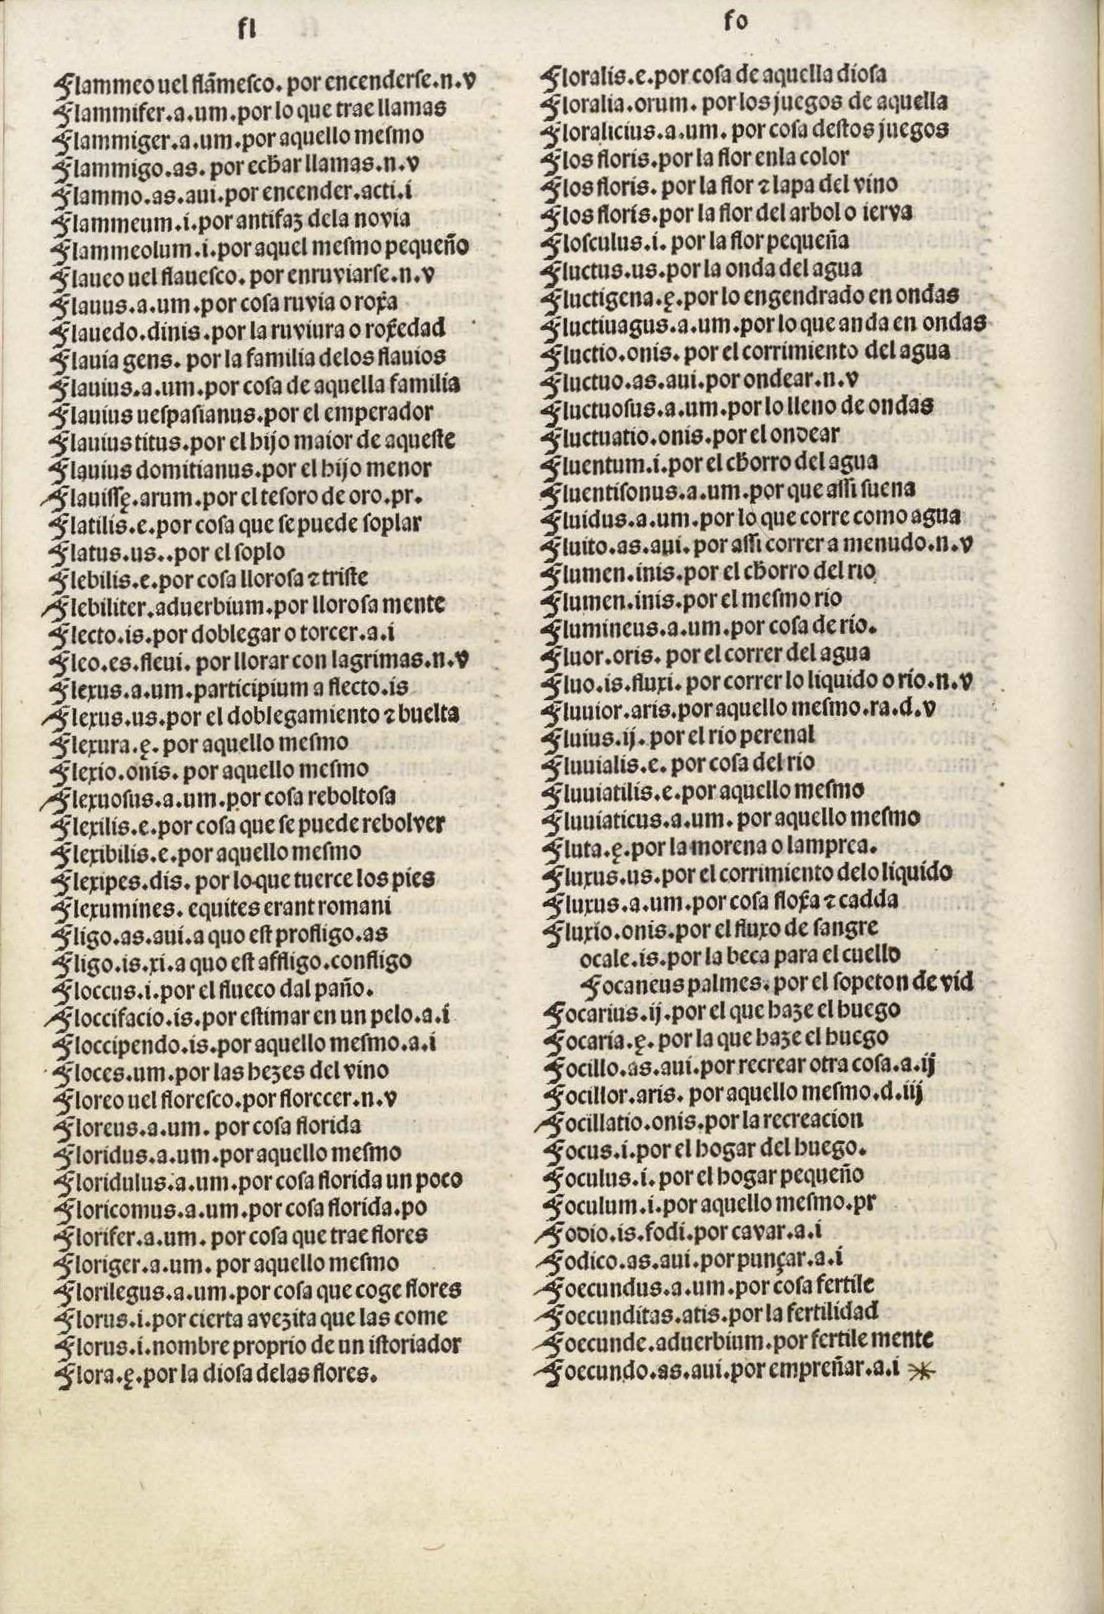 fl
Flammeo uel flāmesco. por encenderse.n.v
Flammifer.a.um.por lo que trae llamas
Flammiger.a.um.por aquello mesmo
Flammigo.as. por echar llamas.n.v
Flammo.as.aui.por encender.acti.i
Flammeum.i.por antifaz dela novia
Flammeolum.i.por aquel mesmo pequeño
Flaueo uel flauesco. por enruviarse.n.v
Flauus.a.um.por cosa ruvia o roxa
Flauedo.dinis.por la ruviura o roxedad
Flauia gens. por la familia delos flauios
Flauius.a.um.por cosa de aquella familia
Flauius uespasianus.por el emperador
Flauius titus.por el hijo maior de aqueste
Flauius domitianus.por el hijo menor
Flauissę.arum.por el tesoro de oro.pr.
Flatilis.e.por cosa que se puede soplar
Flatus.us..por el soplo
Flebilis.e.por cosa llorosa ⁊ triste
Flebiliter.aduerbium.por llorosa mente
Flecto.is.por doblegar o torcer.a.i
Fleo.es.fleui. por llorar con lagrimas.n.v
Flexus.a.um.participium a flecto.is
Flexus.us.por el doblegamiento ⁊ buelta
Flexura.ę. por aquello mesmo
Flexio.onis. por aquello mesmo
Flexuosus.a.um.por cosa reboltosa
Flexilis.e.por cosa que se puede rebolver
Flexibilis.e.por aquello mesmo
Flexipes.dis. por lo que tuerce los pies
Flexumines. equites erant romani
Fligo.as.aui.a quo est profligo.as
Fligo.is.xi.a quo est affligo.confligo
Floccus.i.por el flueco dal paño.
Floccifacio.is.por estimar en un pelo.a.i
Floccipendo.is.por aquello mesmo.a.i
Floces.um.por las hezes del vino
Floreo uel floresco.por florecer.n.v
Floreus.a.um. por cosa florida
Floridus.a.um.por aquello mesmo
Floridulus.a.um.por cosa florida un poco
Floricomus.a.um.por cosa florida.po
Florifer.a.um. por cosa que trae flores
Floriger.a.um. por aquello mesmo
Florilegus.a.um.por cosa que coge flores
Florus.i.por cierta avezita que las come
Florus.i.nombre proprio de un istoriador
Flora.ę.por la diosa delas flores.
fo
Floralis.e.por cosa de aquella diosa
Floralia.orum. por los juegos de aquella
Floralicius.a.um. por cosa destos juegos
Flos floris.por la flor enla color
Flos floris. por la flor ⁊ lapa del vino
Flos floris.por la flor del arbol o ierva
Flosculus.i. por la flor pequeña
Fluctus.us.por la onda del agua
Fluctigena.ę.por lo engendrado en ondas
Fluctiuagus.a.um.por lo que anda en ondas
Fluctio.onis. por el corrimiento del agua
Fluctuo.as.aui.por ondear.n.v
Fluctuosus.a.um.por lo lleno de ondas
Fluctuatio.onis.por el ondear
Fluentum.i.por el chorro del agua
Fluentisonus.a.um.por que assi suena
Fluidus.a.um.por lo que corre como agua
Fluito.as.aui. por assi correr a menudo.n.v
Flumen.inis.por el chorro del rio
Flumen.inis.por el mesmo rio
Flumineus.a.um.por cosa de rio.
Fluor.oris. por el correr del agua
Fluo.is.fluxi. por correr lo liquido o rio.n.v
Fluuior.aris.por aquello mesmo.ra.d.v
Fluius.ij. por el rio perenal
Fluuialis.e. por cosa del rio
Fluuiatilis.e.por aquello mesmo
Fluuiaticus.a.um. por aquello mesmo
Fluta.ę.por la morena o lamprea.
Fluxus.us.por el corrimiento delo liquido
Fluxus.a.um.por cosa floxa ⁊ cadda
Fluxio.onis.por el fluxo de sangre
ocale.is.por la beca para el cuello
Focaneus palmes. por el sopeton de vid
Focarius.ij.por el que haze el huego
Focaria.ę. por la que haze el huego
Focillo.as.aui.por recrear otra cosa.a.ij
Focillor.aris. por aquello mesmo.d.iij
Focillatio.onis.por la recreacion
Focus.i.por el hogar del huego.
Foculus.i.por el hogar pequeño
Foculum.i.por aquello mesmo.pr
Fodio.is.fodi.por cavar.a.i
Fodico.as.aui.por punçar.a.i
Foecundus.a.um.por cosa fertile
Foecunditas.atis.por la fertilidad
Foecunde.aduerbium.por fertile mente
Foecundo.as.aui.por empreñar.a.i